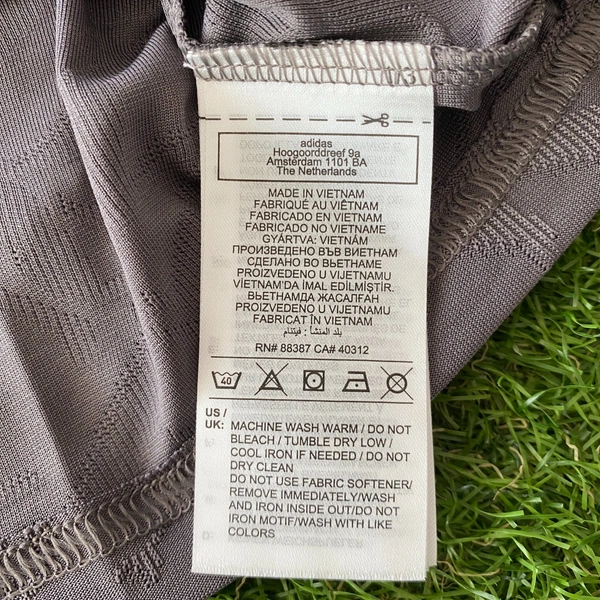 1/3
adidas
Hoogoorddreef 9a
Amsterdam 1101 BA
The Netherlands
MADE IN VIETNAM
FABRIQUÉ AU VIÊTNAM
FABRICADO EN VIETNAM
FABRICADO NO VIETNAME
GYÁRTVA: VIETNÁM
ПРОИЗВЕДЕНО ВЪВ ВИЕТНАМ
СДЕЛАНО ВО ВЬЕТНАМЕ
PROIZVEDENO U VIJETNAMU
VİETNAM'DA İMAL EDİLMİŞTİR.
ВЬЕТНАМДА ЖАСАЛҒАН
PROIZVEDENO U VIJETNAMU
FABRICAT ÎN VIETNAM
بلد المنشأ : فيتنام
RN# 88387 CA# 40312
40
US /
UK: MACHINE WASH WARM / DO NOT
BLEACH / TUMBLE DRY LOW /
COOL IRON IF NEEDED / DO NOT
DRY CLEAN
DO NOT USE FABRIC SOFTENER/
REMOVE IMMEDIATELY/WASH
AND IRON INSIDE OUT/DO NOT
IRON MOTIF/WASH WITH LIKE
COLORS